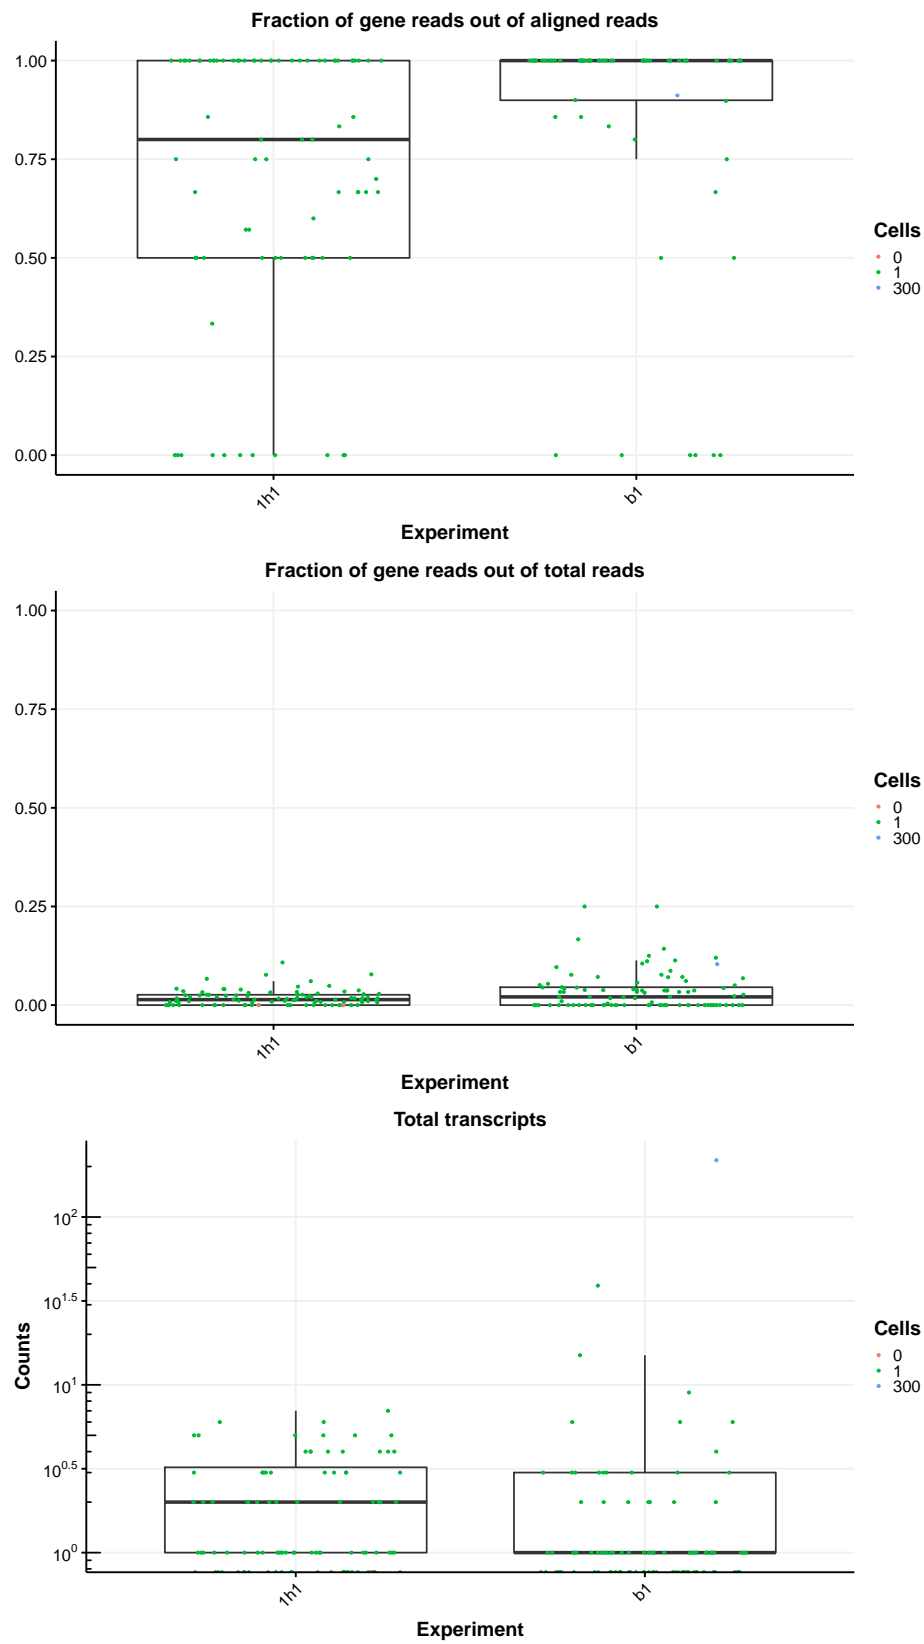 Fraction of gene reads out of aligned reads
1.00
0.75
0.50
0.25
0.00
1h1
b1
Experiment
Cells
0
1
300
Fraction of gene reads out of total reads
1.00
0.75
0.50
0.25
0.00
1h1
b1
Experiment
Cells
0
1
300
Total transcripts
Counts
10^2
10^1.5
10^1
10^0.5
10^0
1h1
b1
Experiment
Cells
0
1
300